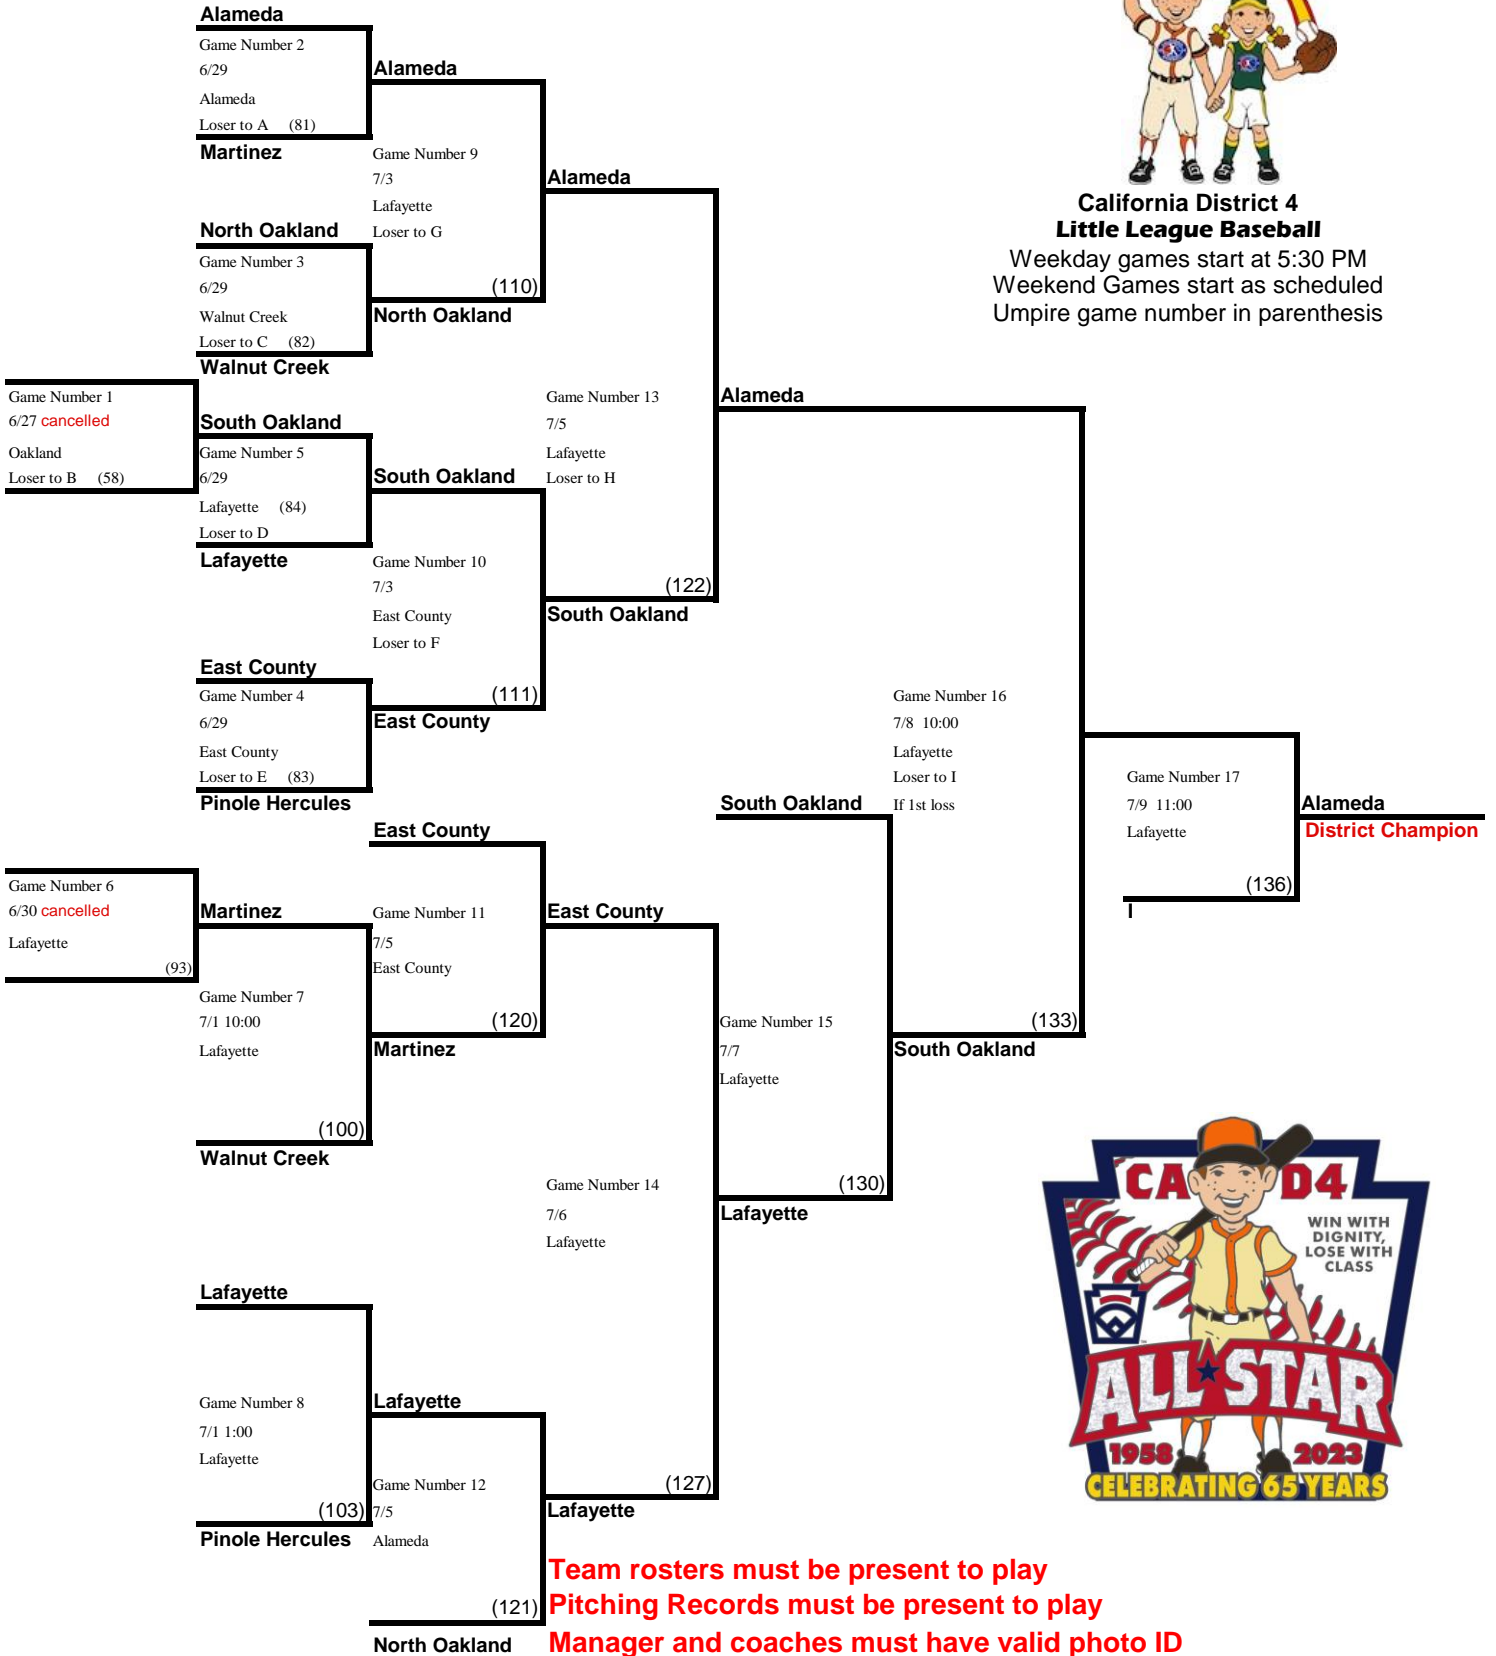 Alameda
Game Number 2
6/29
Alameda
Loser to A (81)
Martinez
Alameda
Game Number 9
7/3
Lafayette
Loser to G
(110)
North Oakland
North Oakland
Game Number 3
6/29
Walnut Creek
Loser to C (82)
Walnut Creek
Alameda
California District 4
Little League Baseball
Weekday games start at 5:30 PM
Weekend Games start as scheduled
Umpire game number in parenthesis
Game Number 1
6/27 cancelled
Oakland
Loser to B (58)
South Oakland
Game Number 5
6/29
Lafayette (84)
Loser to D
Lafayette
South Oakland
Game Number 10
7/3
East County
Loser to F
(111)
East County
East County
Game Number 4
6/29
East County
Loser to E (83)
Pinole Hercules
Game Number 13
7/5
Lafayette
Loser to H
(122)
South Oakland
Alameda
Game Number 16
7/8 10:00
Lafayette
Loser to I
If 1st loss
(133)
South Oakland
Game Number 17
7/9 11:00
Lafayette
(136)
I
Alameda
District Champion
South Oakland
Game Number 15
7/7
Lafayette
(130)
Lafayette
East County
Game Number 11
7/5
East County
(120)
Martinez
East County
Game Number 6
6/30 cancelled
Lafayette
(93)
Martinez
Game Number 7
7/1 10:00
Lafayette
(100)
Walnut Creek
Game Number 14
7/6
Lafayette
(127)
Lafayette
Lafayette
Game Number 8
7/1 1:00
Lafayette
(103)
Pinole Hercules
Lafayette
Game Number 12
7/5
Alameda
(121)
North Oakland
CA D4
WIN WITH
DIGNITY,
LOSE WITH
CLASS
ALL STAR
1958 2023
CELEBRATING 65 YEARS
Team rosters must be present to play
Pitching Records must be present to play
Manager and coaches must have valid photo ID